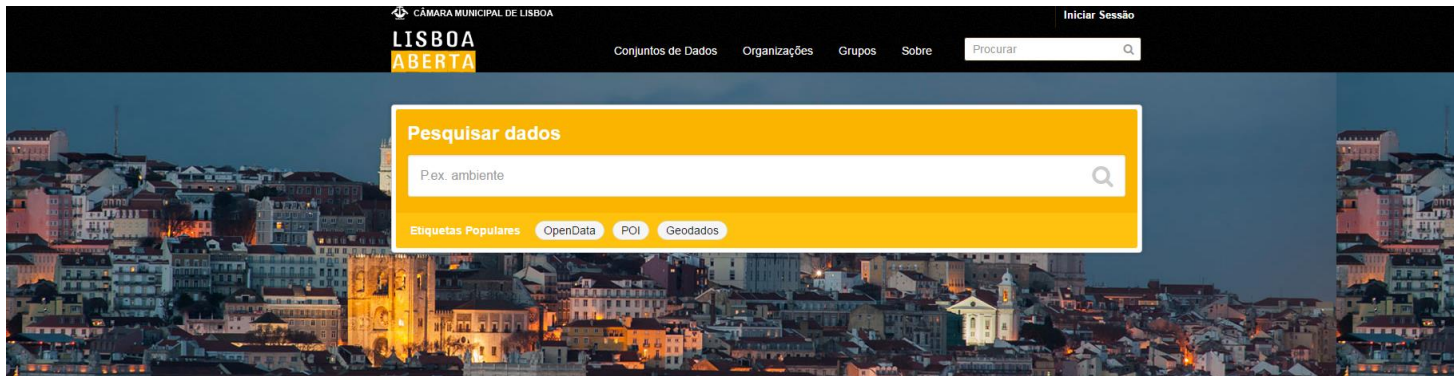 CÂMARA MUNICIPAL DE LISBOA
Iniciar Sessão
LISBOA
ABERTA
Conjuntos de Dados Organizações Grupos Sobre Procurar
Pesquisar dados
P.ex. ambiente
Etiquetas Populares OpenData POI Geodados